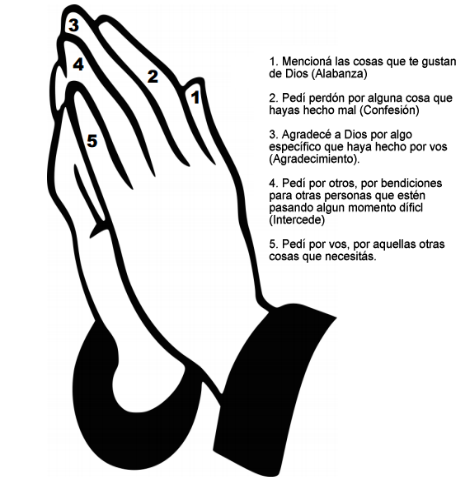 3
4
2
1
5
1. Mencioná las cosas que te gustan
de Dios (Alabanza)
2. Pedí perdón por alguna cosa que
hayas hecho mal (Confesión)
3. Agradecé a Dios por algo
específico que haya hecho por vos
(Agradecimiento).
4. Pedí por otros, por bendiciones
para otras personas que estén
pasando algun momento díficl
(Intercede)
5. Pedí por vos, por aquellas otras
cosas que necesitás.